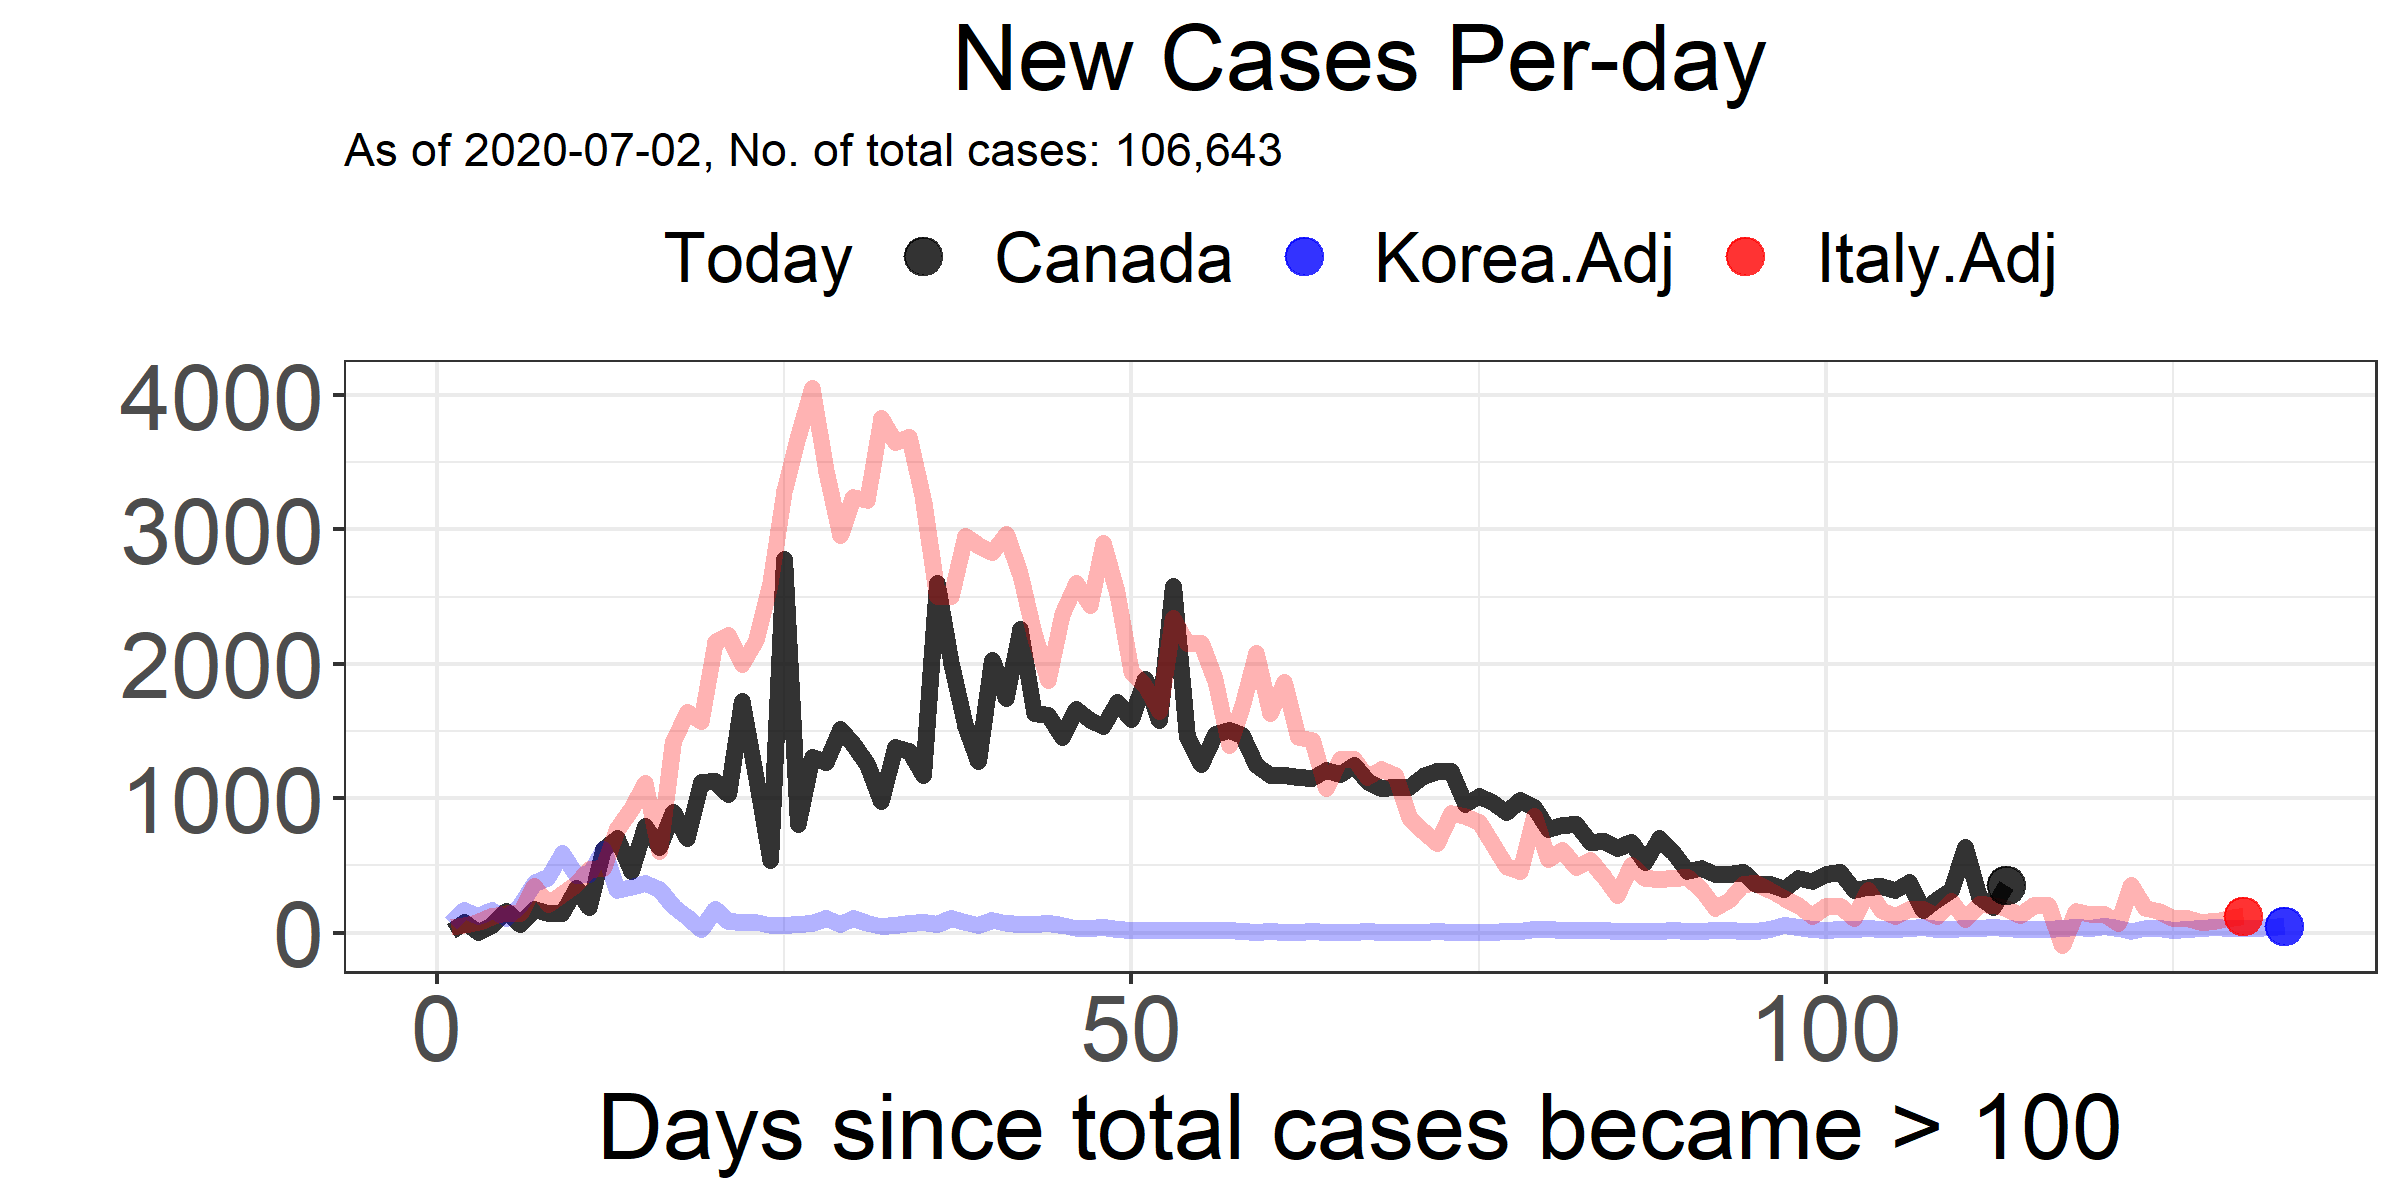 New Cases Per-day
As of 2020-07-02, No. of total cases: 106,643
Today Canada Korea.Adj Italy.Adj
4000
3000
2000
1000
0
0 50 100
Days since total cases became > 100